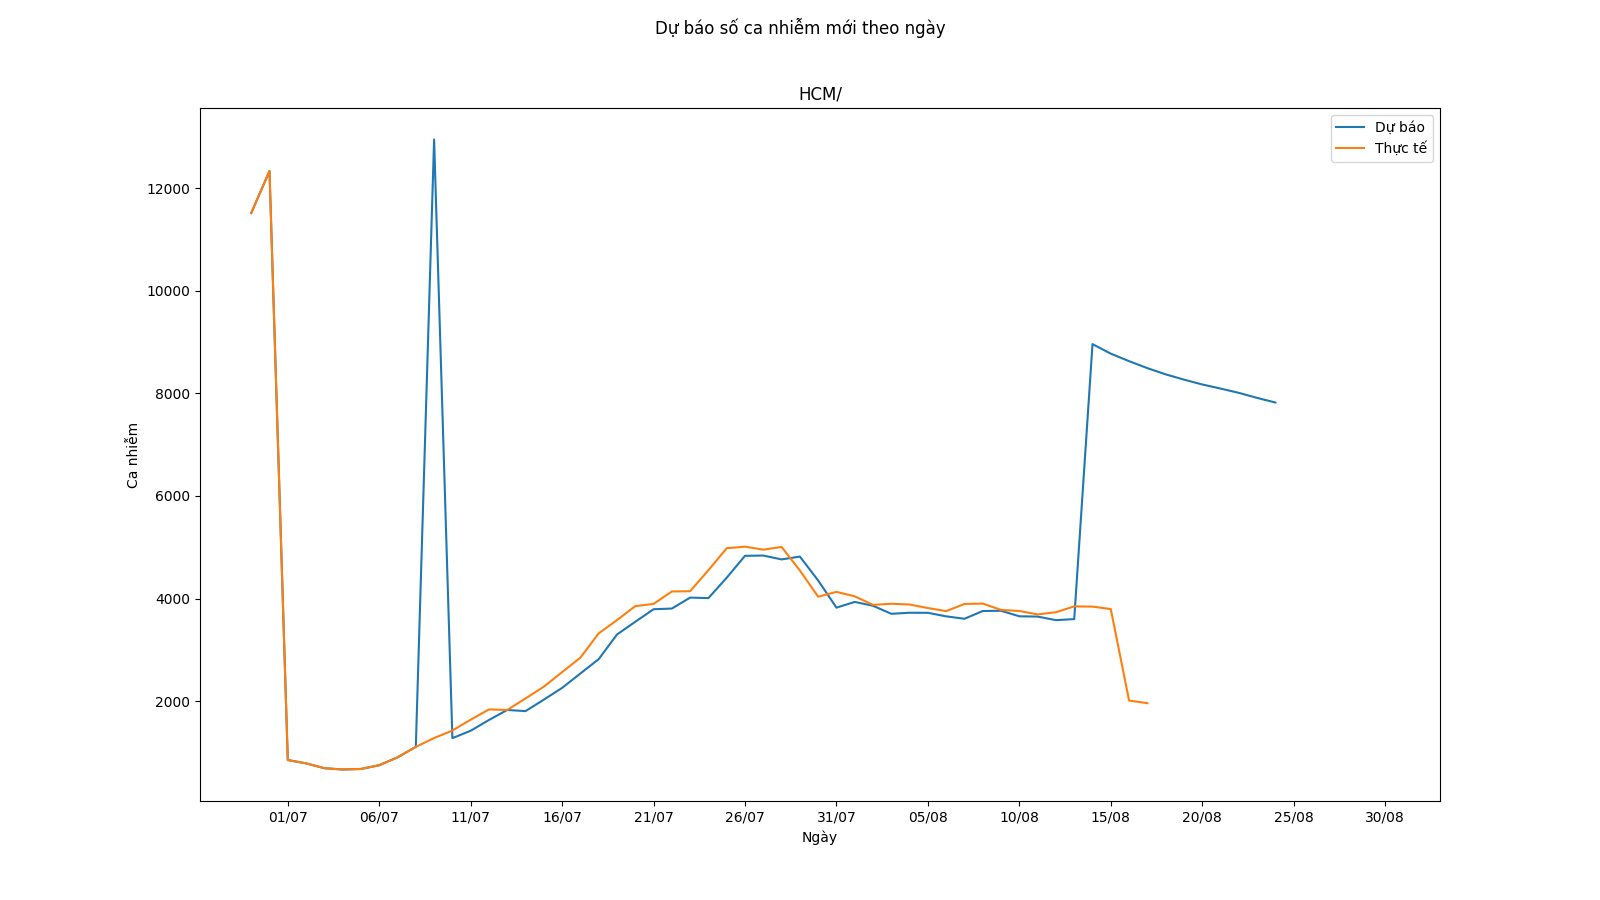 Dự báo số ca nhiễm mới theo ngày
HCM/
Dự báo
Thực tế
12000
10000
8000
6000
4000
2000
Ca nhiễm
01/07 06/07 11/07 16/07 21/07 26/07 31/07 05/08 10/08 15/08 20/08 25/08 30/08
Ngày